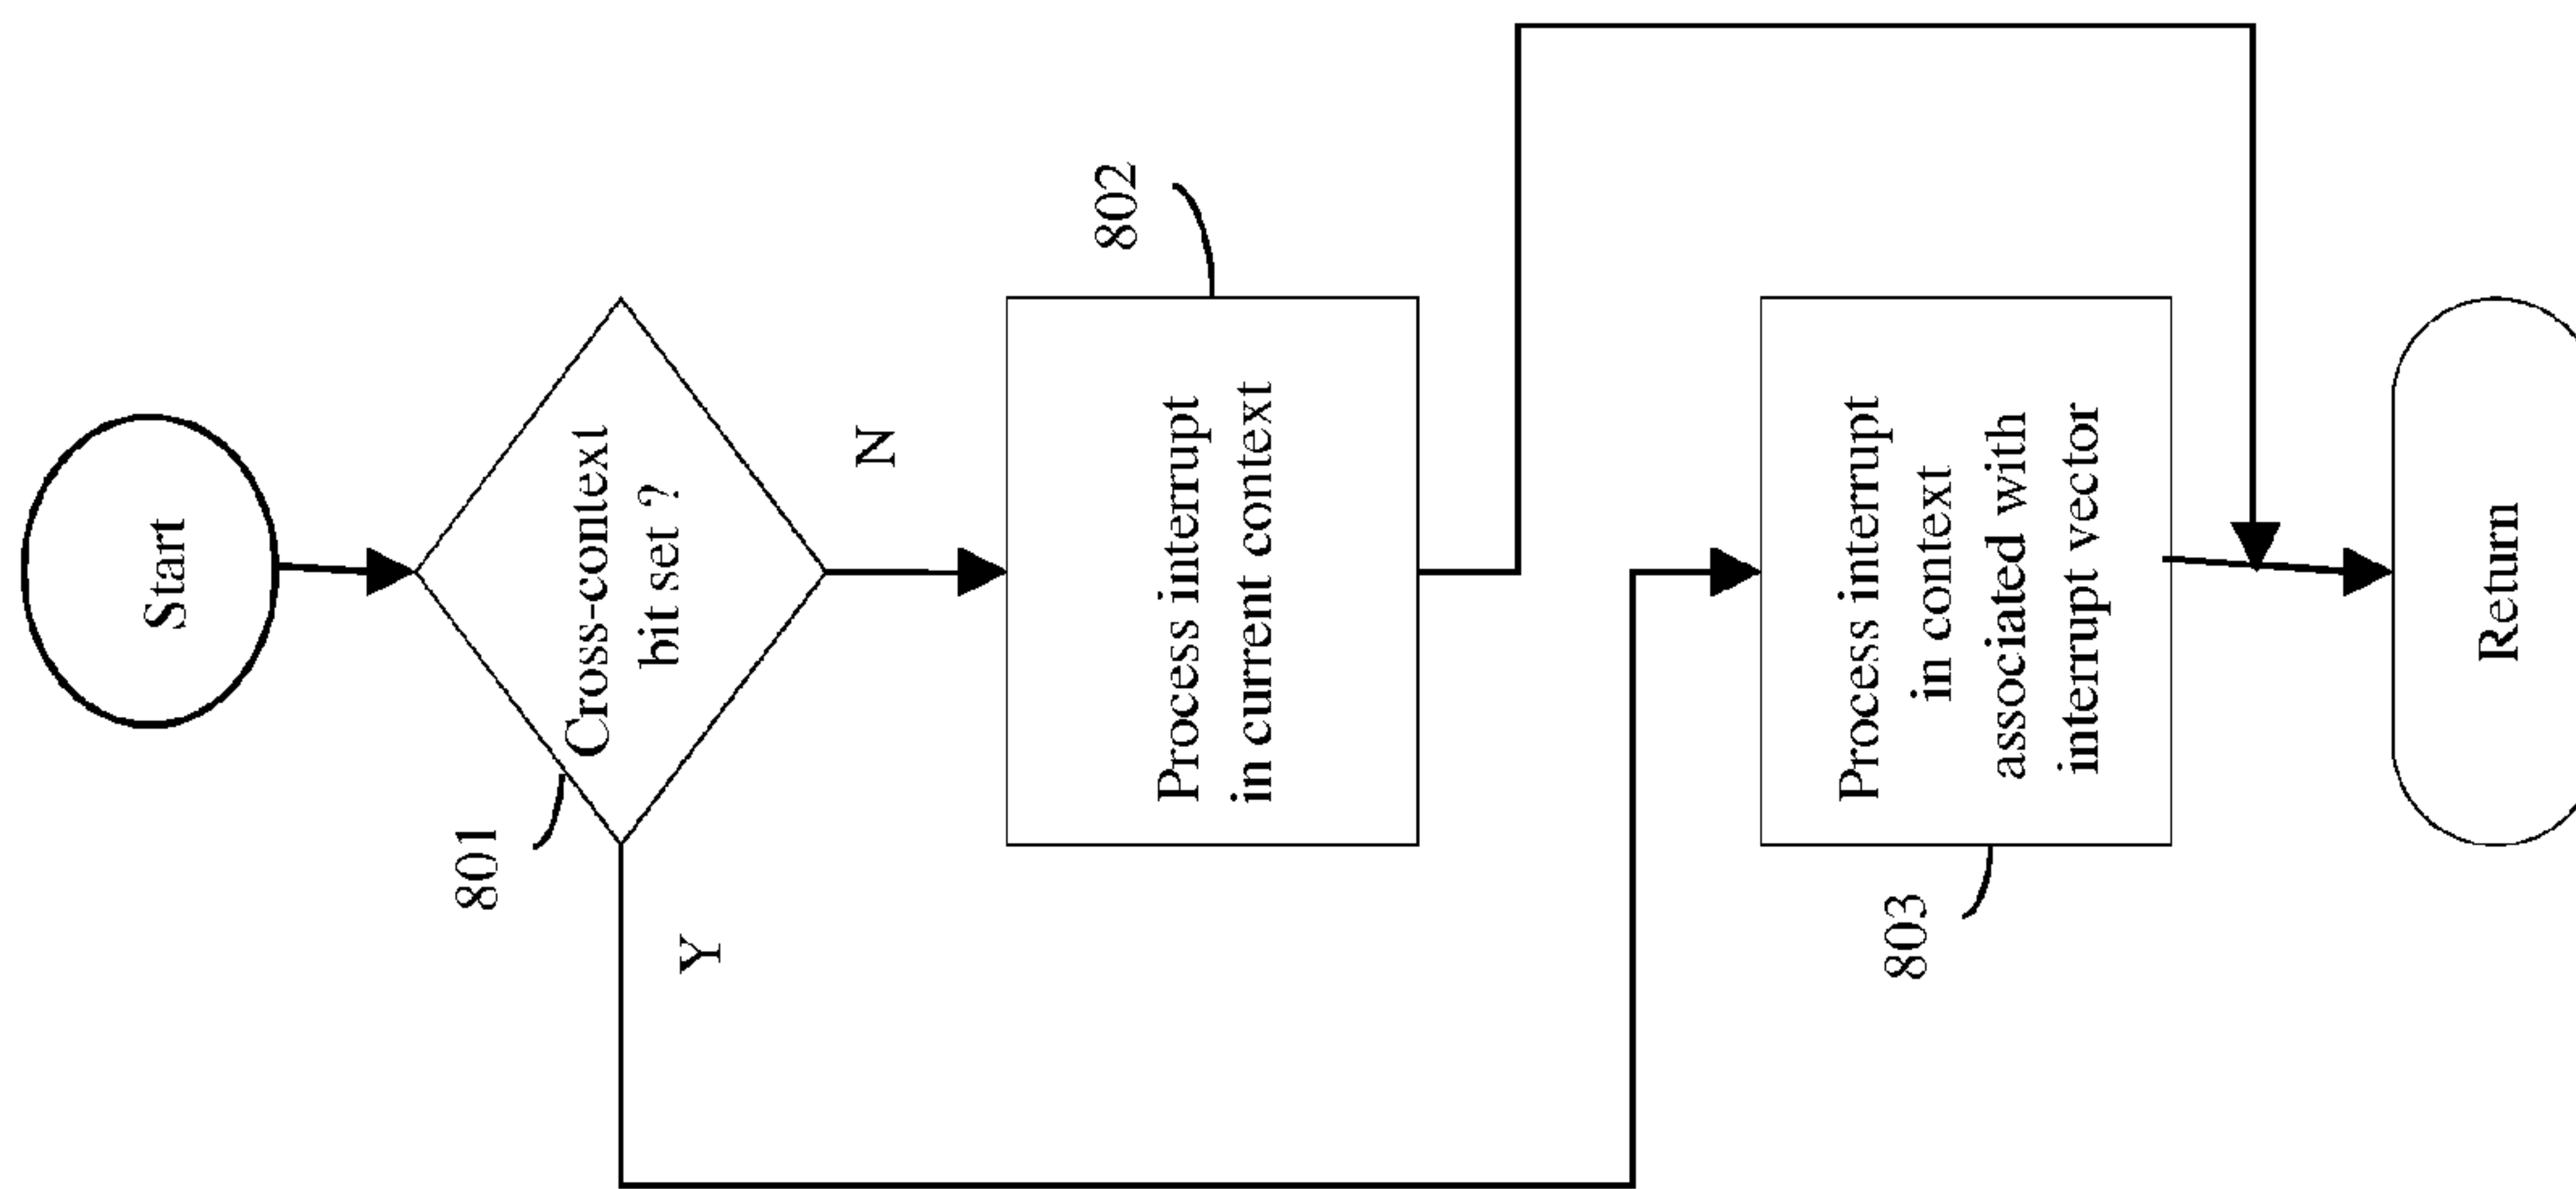 Start
801
Cross-context
bit set ?
Y
N
802
Process interrupt
in current context
803
Process interrupt
in context
associated with
interrupt vector
Return